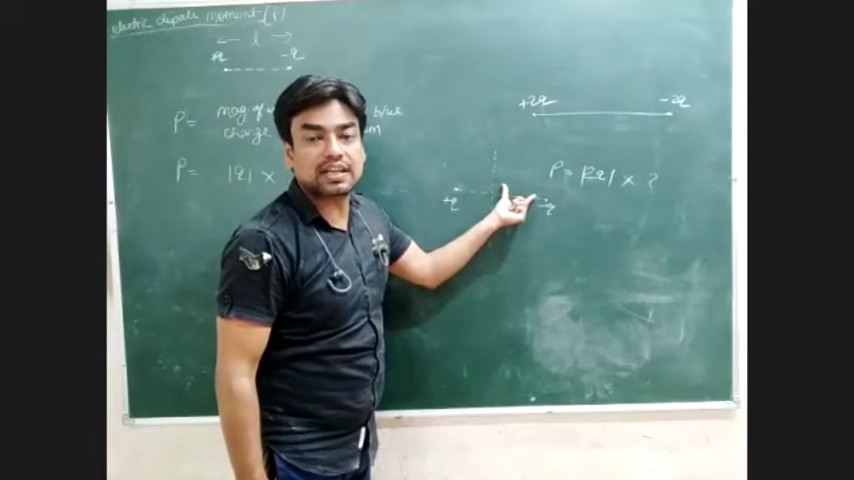 electric dipole moment (P)
← l →
+q -q
P = mag. of b/w
charge
P = |q| ×
+2q -2q
P = |2q| × ?
+q -q